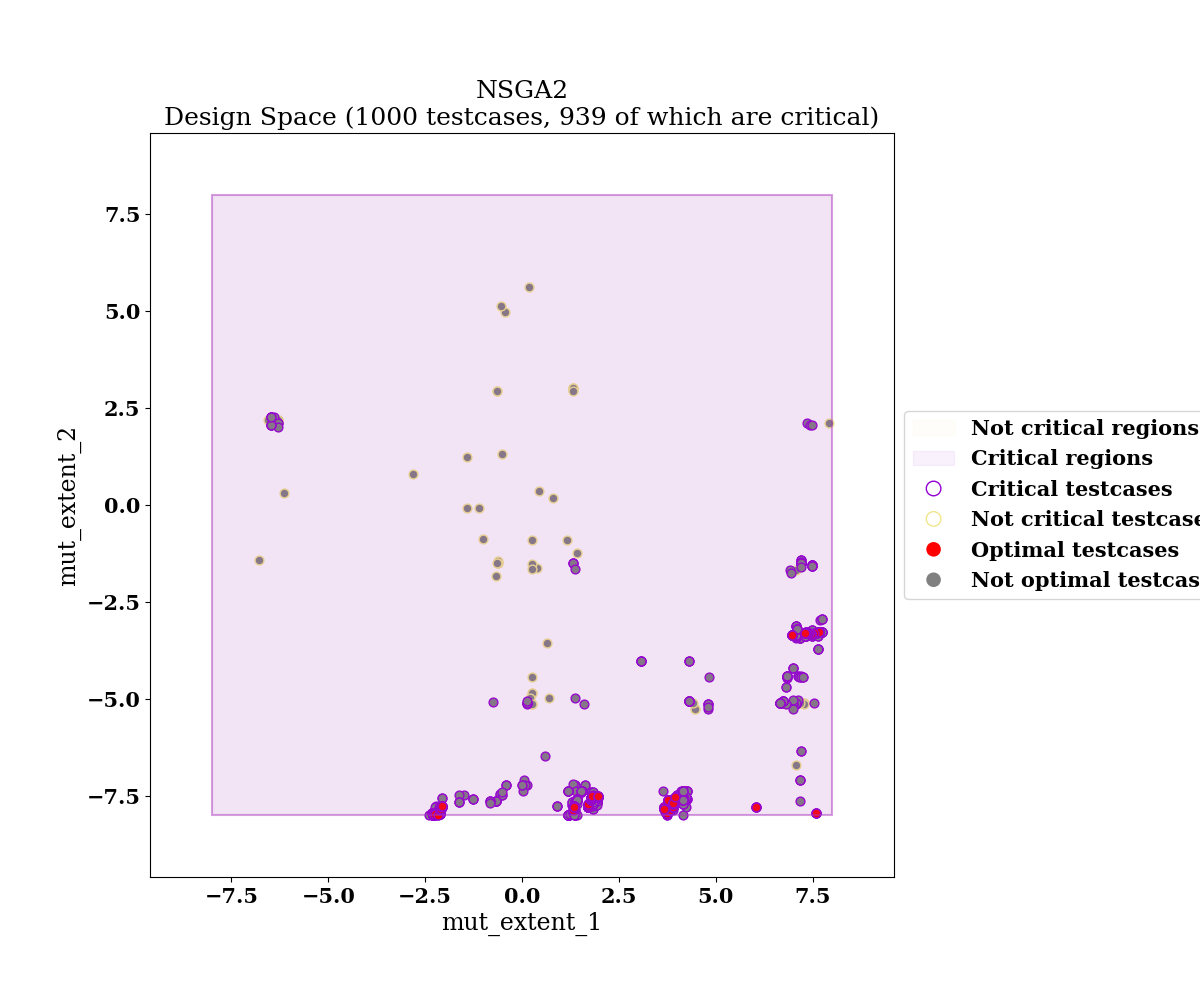 NSGA2
Design Space (1000 testcases, 939 of which are critical)
7.5
5.0
2.5
0.0
−2.5
−5.0
−7.5
mut_extent_2
−7.5 −5.0 −2.5 0.0 2.5 5.0 7.5
mut_extent_1
Not critical regions
Critical regions
Critical testcases
Not critical testcase
Optimal testcases
Not optimal testcas